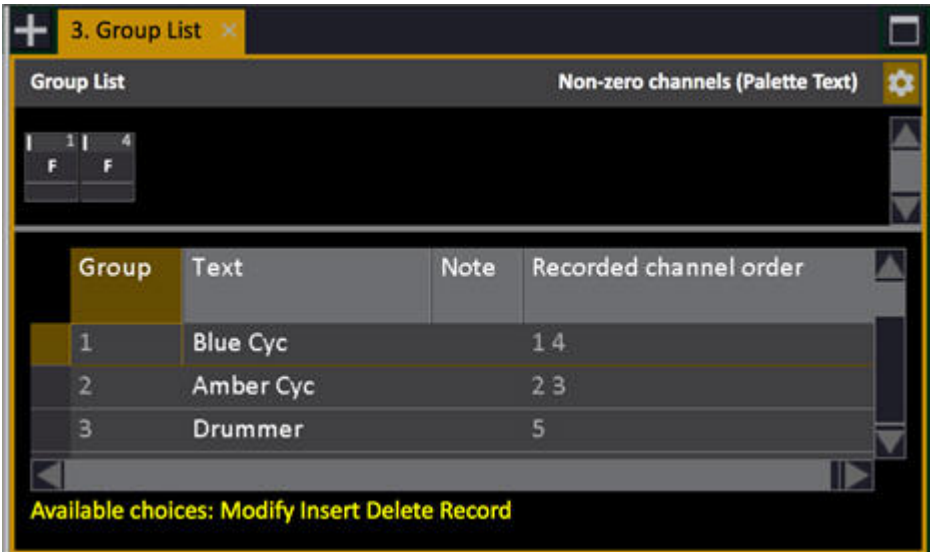 3. Group List
Group List Non-zero channels (Palette Text)
1 4
F F
Group Text Note Recorded channel order
1 Blue Cyc 1 4
2 Amber Cyc 2 3
3 Drummer 5
Available choices: Modify Insert Delete Record